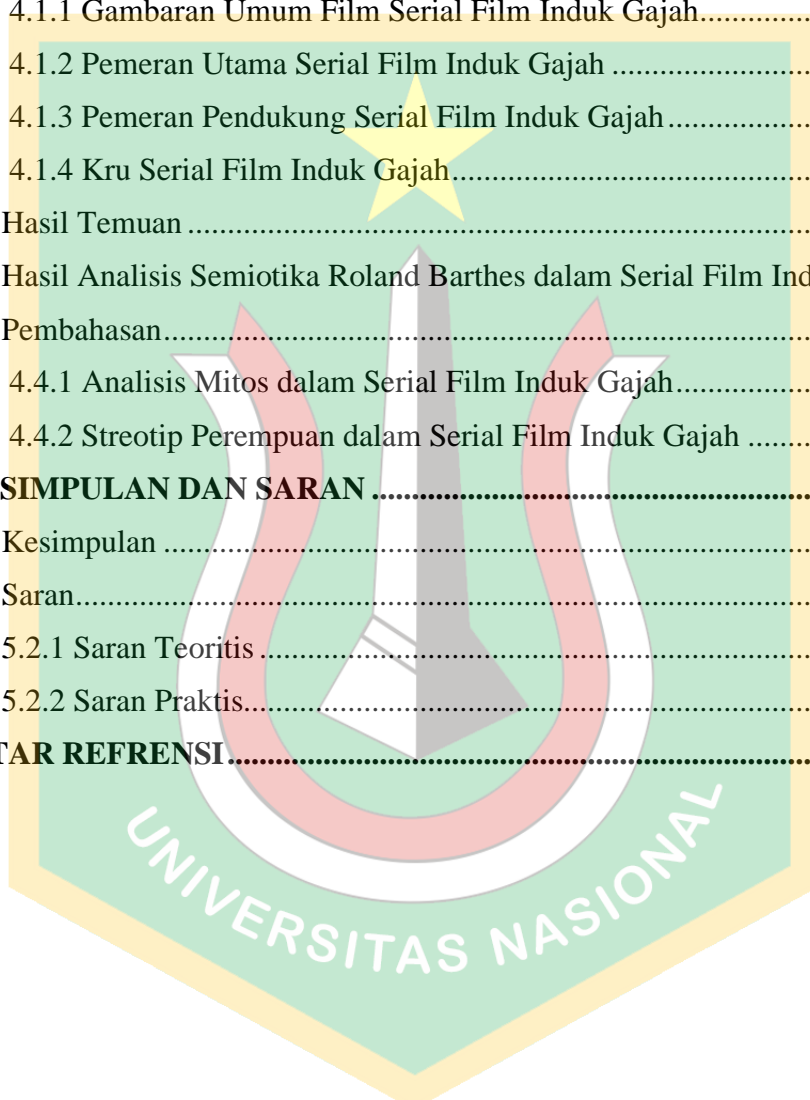 4.1.1 Gambaran Umum Film Serial Film Induk Gajah..............
4.1.2 Pemeran Utama Serial Film Induk Gajah .........................
4.1.3 Pemeran Pendukung Serial Film Induk Gajah..................
4.1.4 Kru Serial Film Induk Gajah.............................................
Hasil Temuan ..............................................................................
Hasil Analisis Semiotika Roland Barthes dalam Serial Film
Pembahasan.................................................................................
4.4.1 Analisis Mitos dalam Serial Film Induk Gajah.................
4.4.2 Streotip Perempuan dalam Serial Film Induk Gajah ........
SIMPULAN DAN SARAN .......................................................
Kesimpulan .................................................................................
Saran............................................................................................
5.2.1 Saran Teoritis .....................................................................
5.2.2 Saran Praktis.......................................................................
REFRENSI.........................................................................
UNIVERSITAS NASIONAL